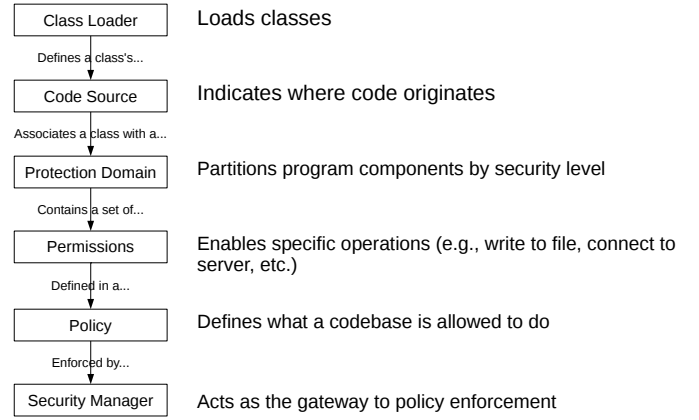 Class Loader
Loads classes
Defines a class's...
Code Source
Indicates where code originates
Associates a class with a...
Protection Domain
Partitions program components by security level
Contains a set of...
Permissions
Enables specific operations (e.g., write to file, connect to
server, etc.)
Defined in a...
Policy
Defines what a codebase is allowed to do
Enforced by...
Security Manager
Acts as the gateway to policy enforcement